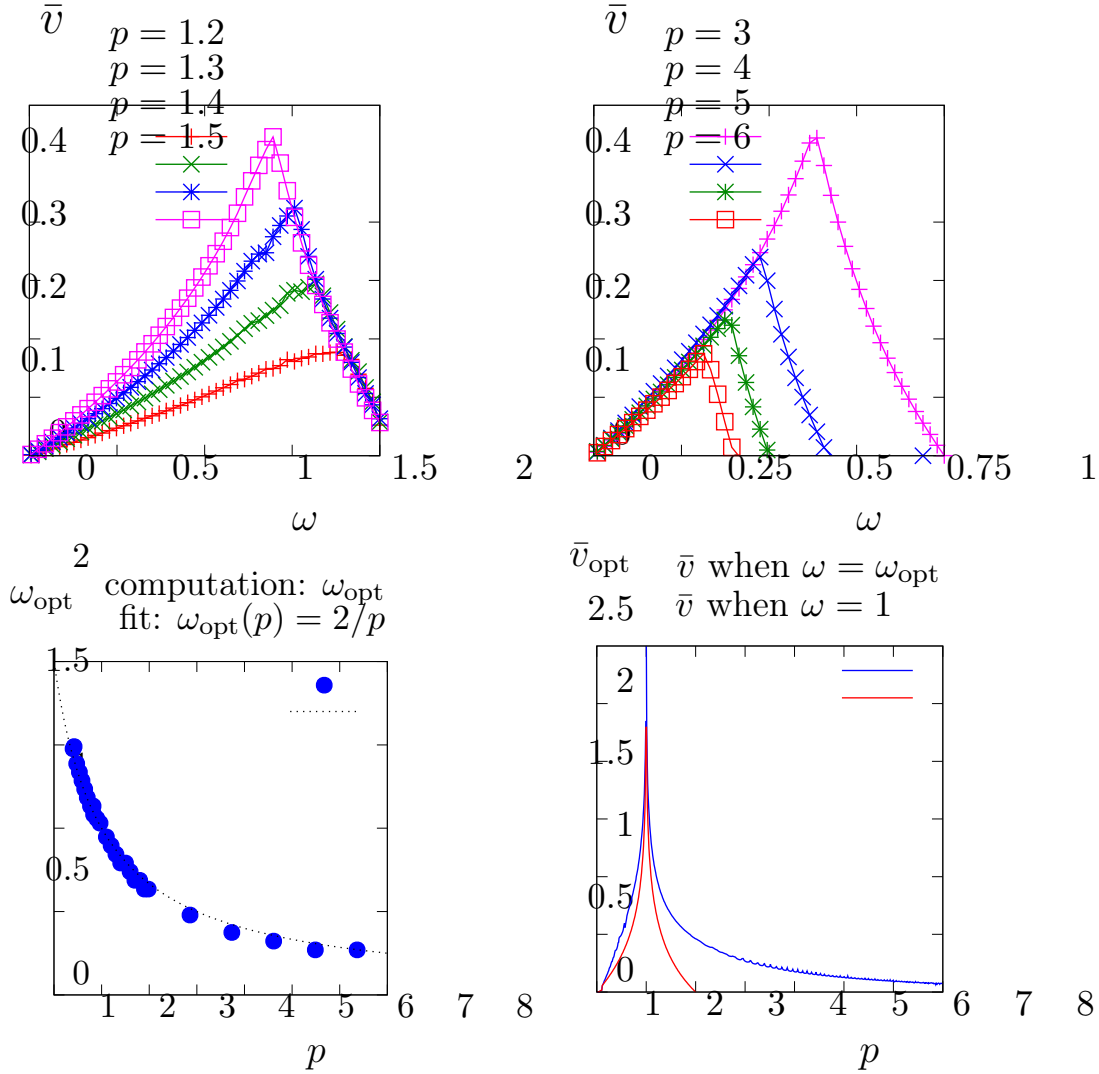 v̄
p = 1.2
p = 1.3
p = 1.4
p = 1.5
0.4
0.3
0.2
0.1
0
0 0.5 1 1.5 2
ω
v̄
p = 3
p = 4
p = 5
p = 6
0.4
0.3
0.2
0.1
0
0 0.25 0.5 0.75 1
ω
ω_opt
computation: ω_opt
fit: ω_opt(p) = 2/p
2
1.5
1
0.5
0
1 2 3 4 5 6 7 8
p
v̄_opt
v̄ when ω = ω_opt
v̄ when ω = 1
2.5
2
1.5
1
0.5
0
1 2 3 4 5 6 7 8
p